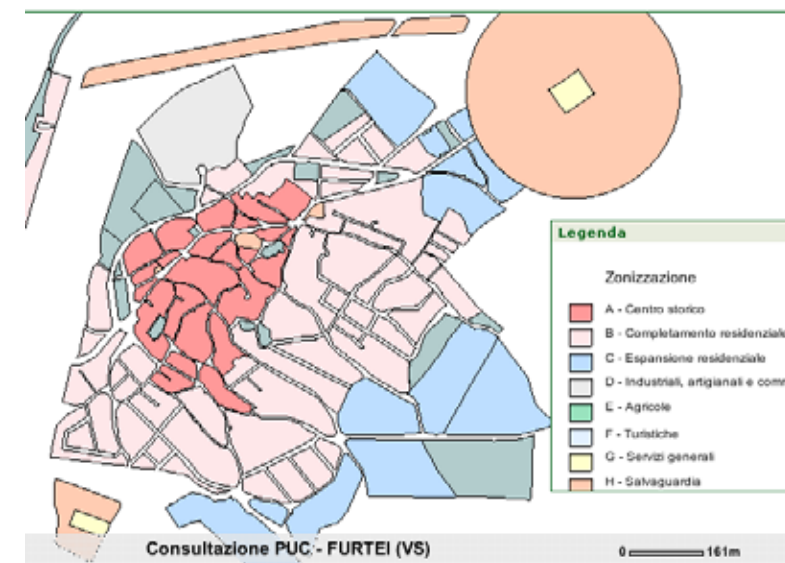 Legenda
Zonizzazione
A - Centro storico
B - Completamento residenziale
C - Espansione residenziale
D - Industriali, artigianali e comm
E - Agricole
F - Turistiche
G - Servizi generali
H - Salvaguardia
Consultazione PUC - FURTEI (VS)
0 161m